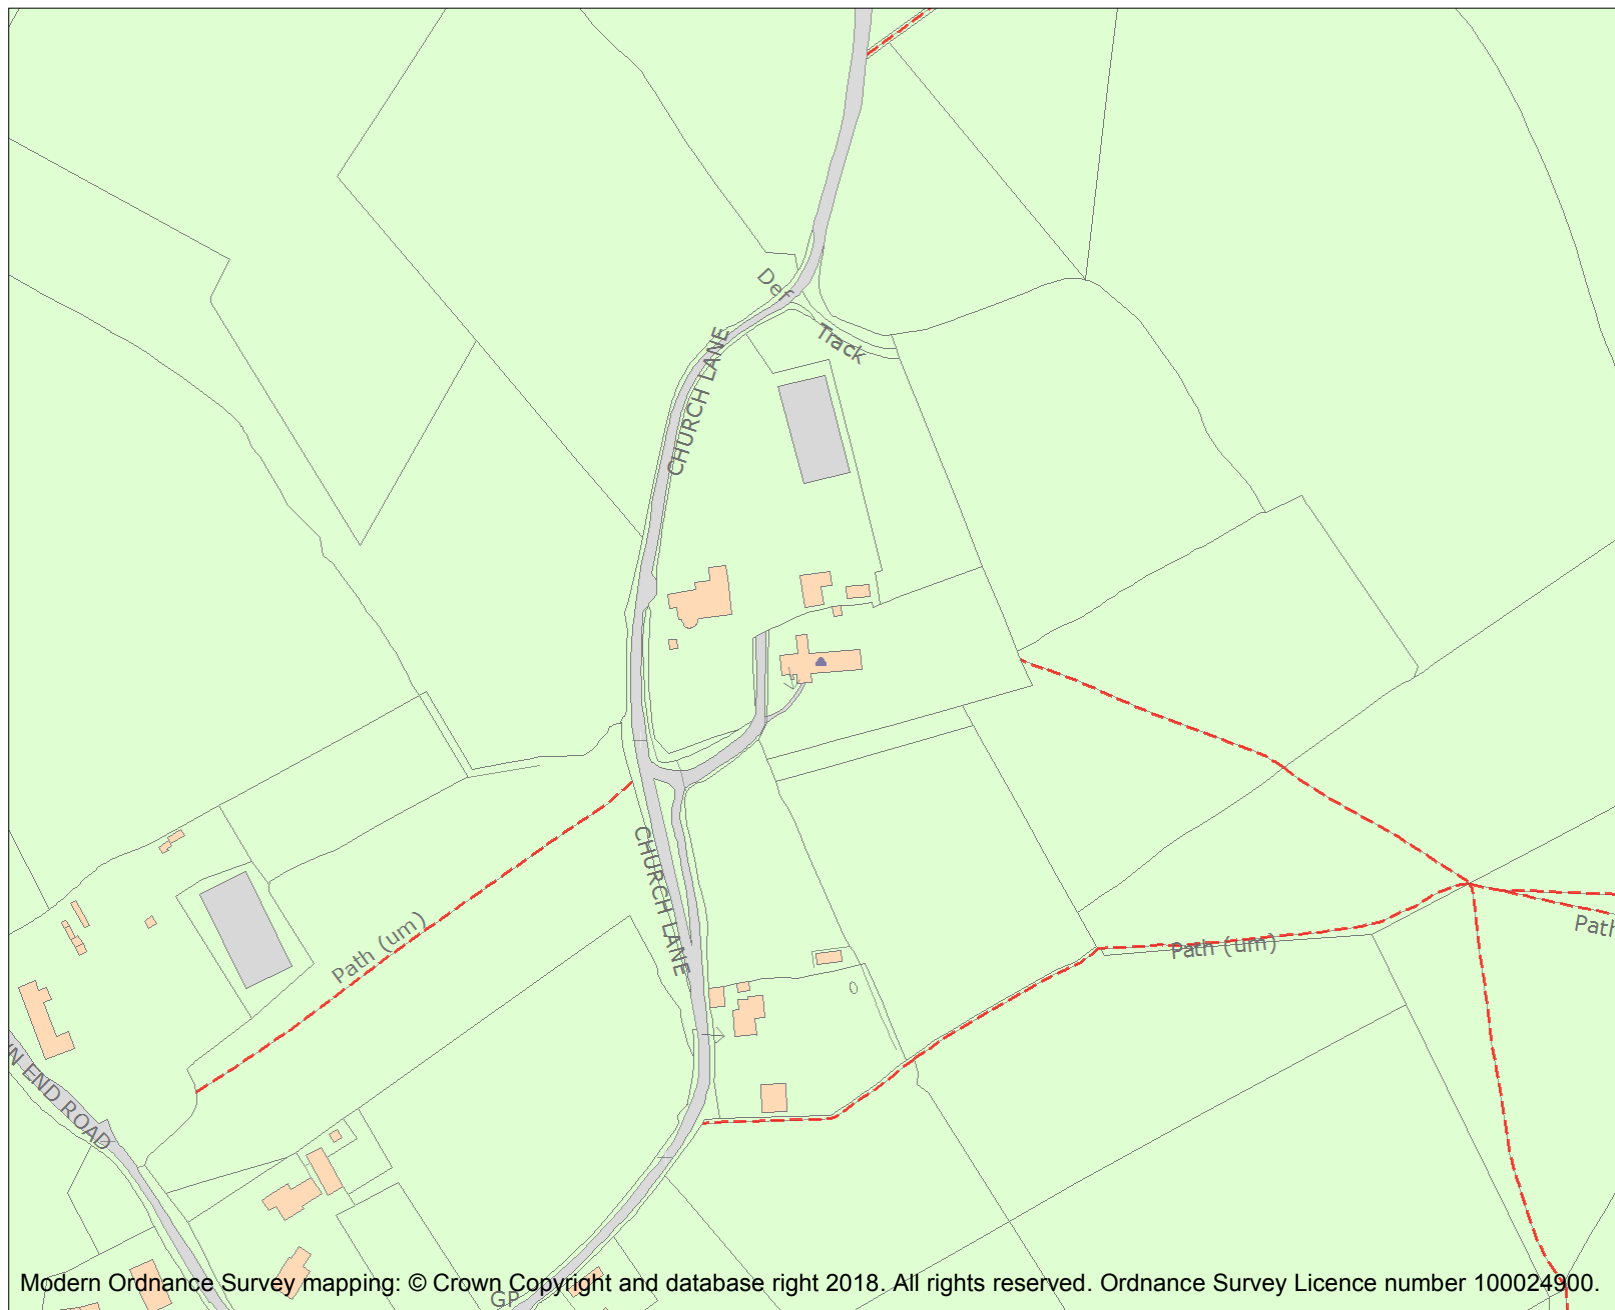 Def
Track
CHURCH LANE
CHURCH LANE
Path (um)
Path (um)
Path
END ROAD
GP
Modern Ordnance Survey mapping: © Crown Copyright and database right 2018. All rights reserved. Ordnance Survey Licence number 100024900.